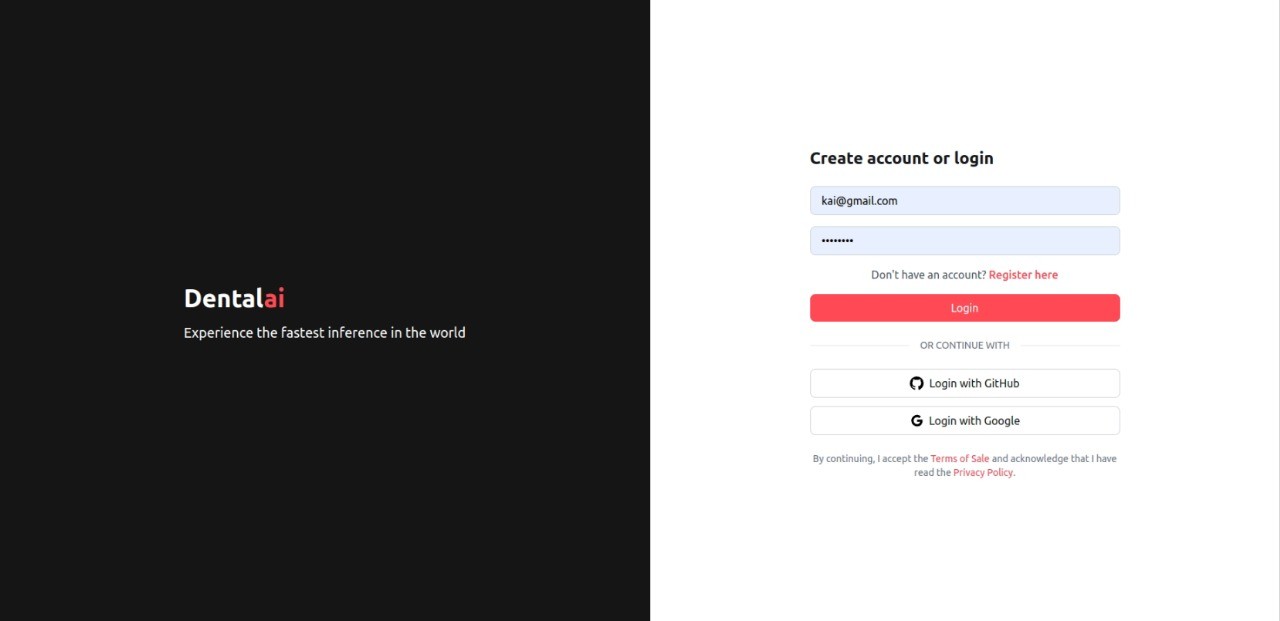 Dentalai
Experience the fastest inference in the world
Create account or login
kai@gmail.com
••••••••
Don't have an account? Register here
Login
OR CONTINUE WITH
Login with GitHub
Login with Google
By continuing, I accept the Terms of Sale and acknowledge that I have
read the Privacy Policy.